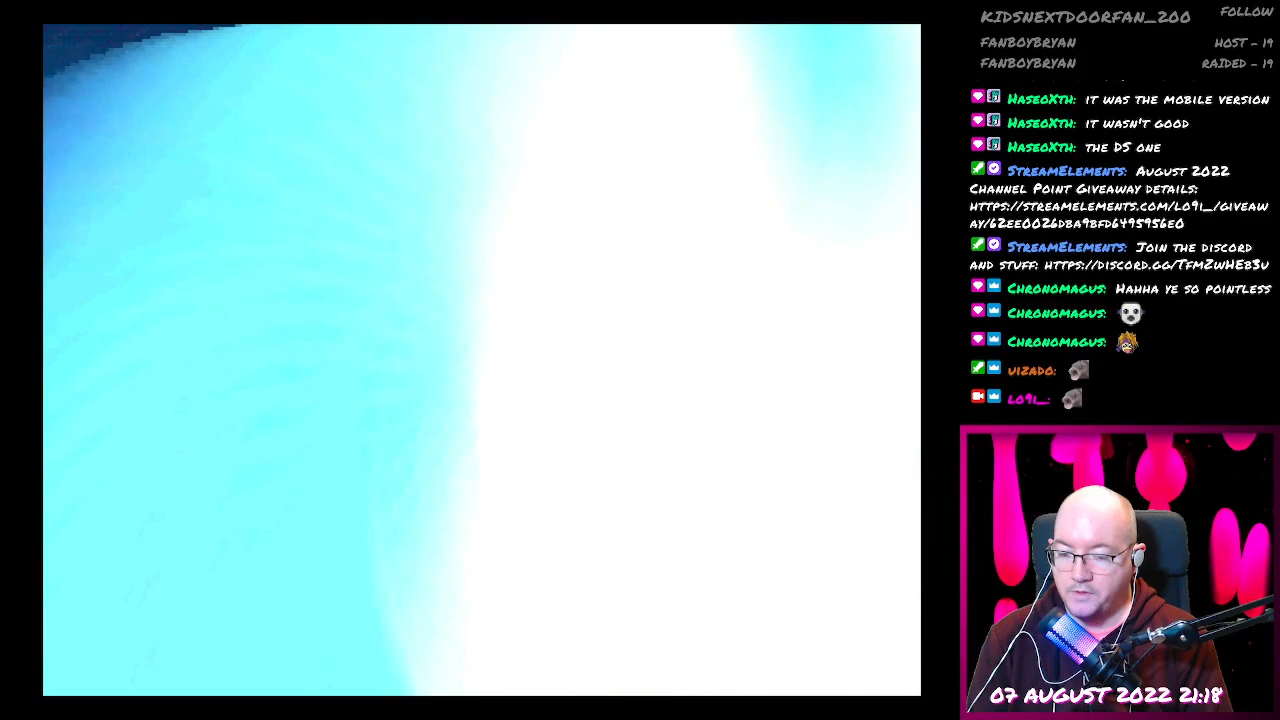 KIDSNEXTDOORFAN_200 FOLLOW
FANBOYBRYAN HOST - 19
FANBOYBRYAN RAIDED - 19
HaseoXth: it was the mobile version
HaseoXth: it wasn't good
HaseoXth: the DS one
StreamElements: August 2022
Channel Point Giveaway details:
https://streamelements.com/lo9i_/giveaw
ay/62ee0026dba9bfd6495956e0
StreamElements: Join the discord
and stuff: https://discord.gg/TfmZwHEb3u
Chronomagus: Hahha ye so pointless
Chronomagus:
Chronomagus:
vizado:
lo9i_:
07 AUGUST 2022 21:18